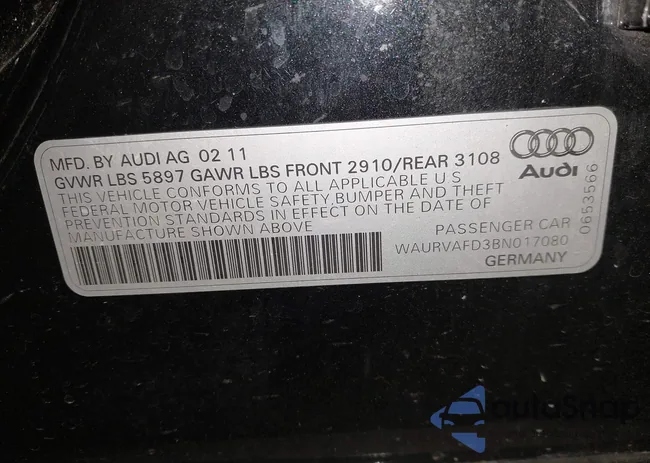 MFD. BY AUDI AG 02 11
GVWR LBS 5897 GAWR LBS FRONT 2910/REAR 3108
THIS VEHICLE CONFORMS TO ALL APPLICABLE U S
FEDERAL MOTOR VEHICLE SAFETY, BUMPER AND THEFT
PREVENTION STANDARDS IN EFFECT ON THE DATE OF
MANUFACTURE SHOWN ABOVE
Audi
PASSENGER CAR
WAURVAFD3BN017080
GERMANY
0653566
autoSnap